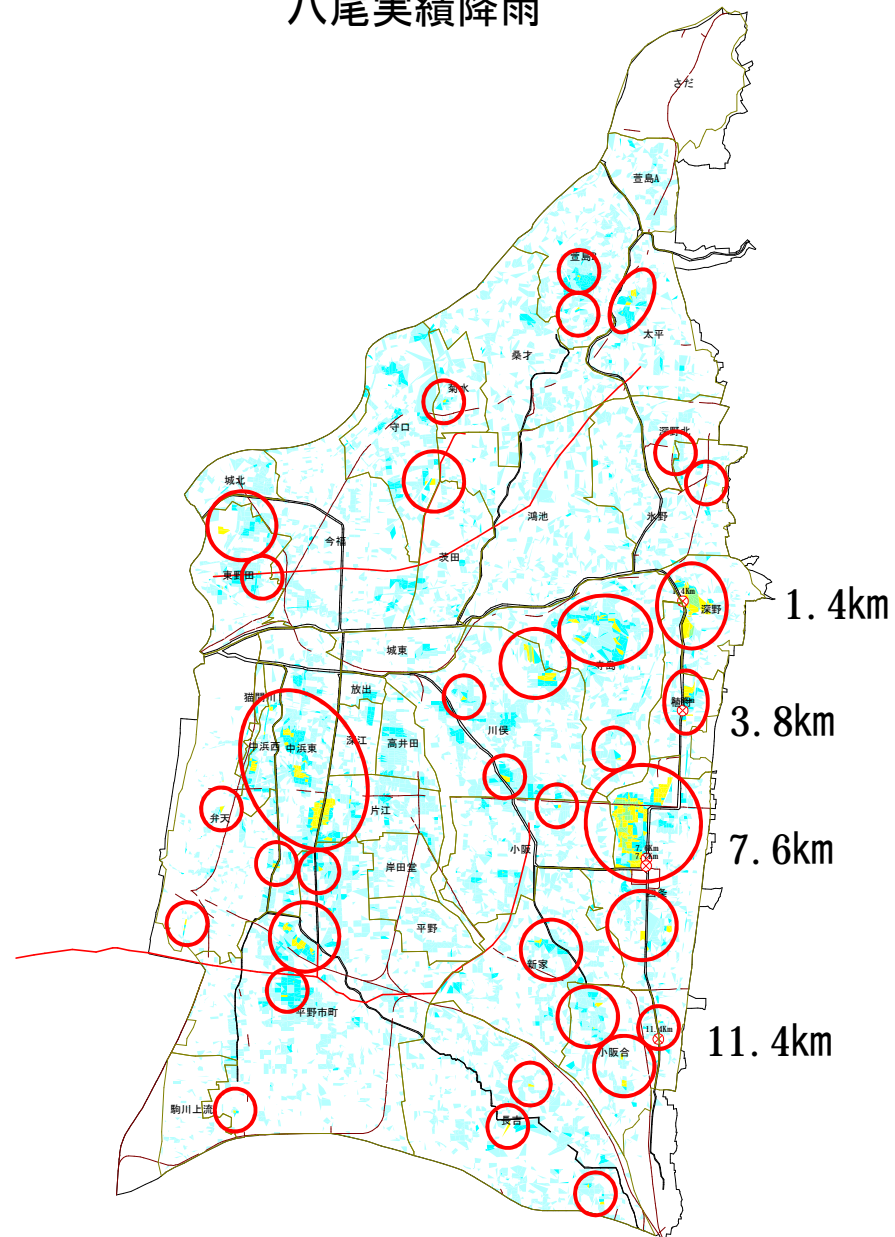 八尾実績降雨
さだ
萱島A
萱島B
太平
桑才
菊水
守口
深野北
城北
鴻池
氷野
今福
茨田
東野田
1.4km
深野
寺島
城東
放出
猫間川
川俣
3.8km
深江
高井田
中浜西
中浜東
片江
弁天
小阪
7.6km
岸田堂
平野
新家
平野市町
11.4Km
11.4km
小阪合
駒川上流
長吉